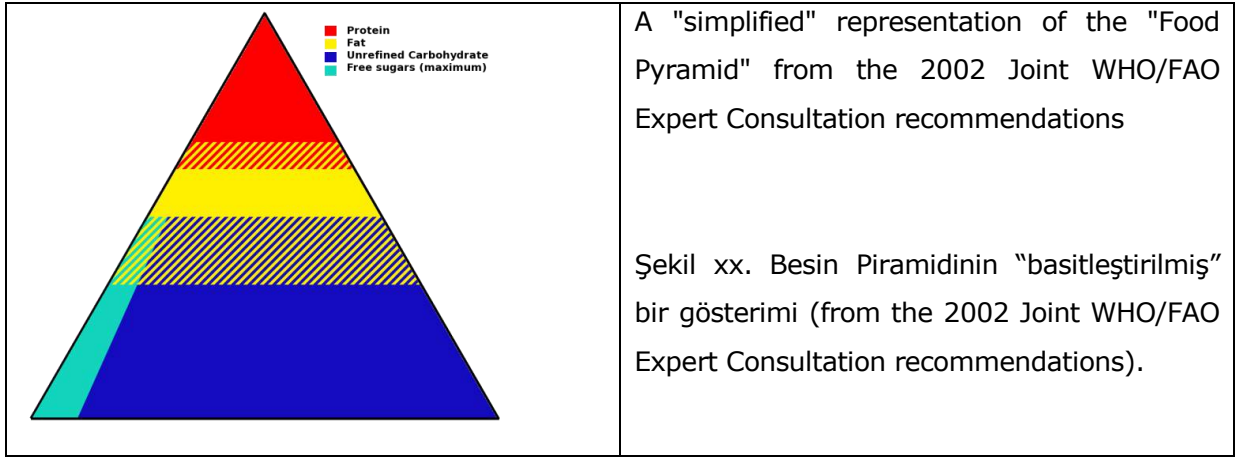 Protein
Fat
Unrefined Carbohydrate
Free sugars (maximum)
A "simplified" representation of the "Food
Pyramid" from the 2002 Joint WHO/FAO
Expert Consultation recommendations
Şekil xx. Besin Piramidinin “basitleştirilmiş”
bir gösterimi (from the 2002 Joint WHO/FAO
Expert Consultation recommendations).